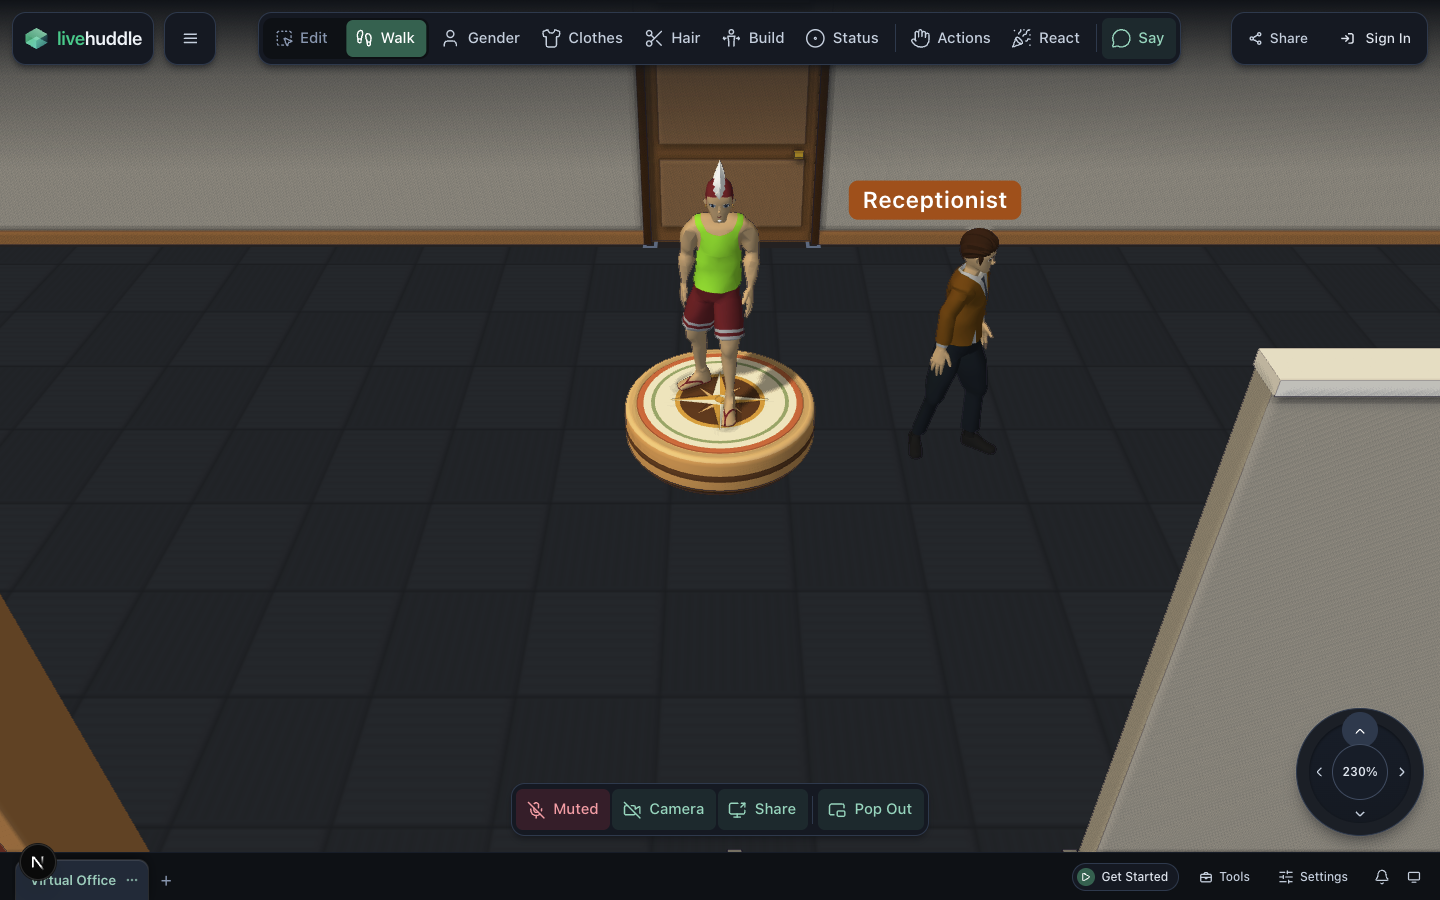 livehuddle
Edit
Walk
Gender
Clothes
Hair
Build
Status
Actions
React
Say
Share
Sign In
Receptionist
230%
Muted
Camera
Share
Pop Out
N
Virtual Office
Get Started
Tools
Settings